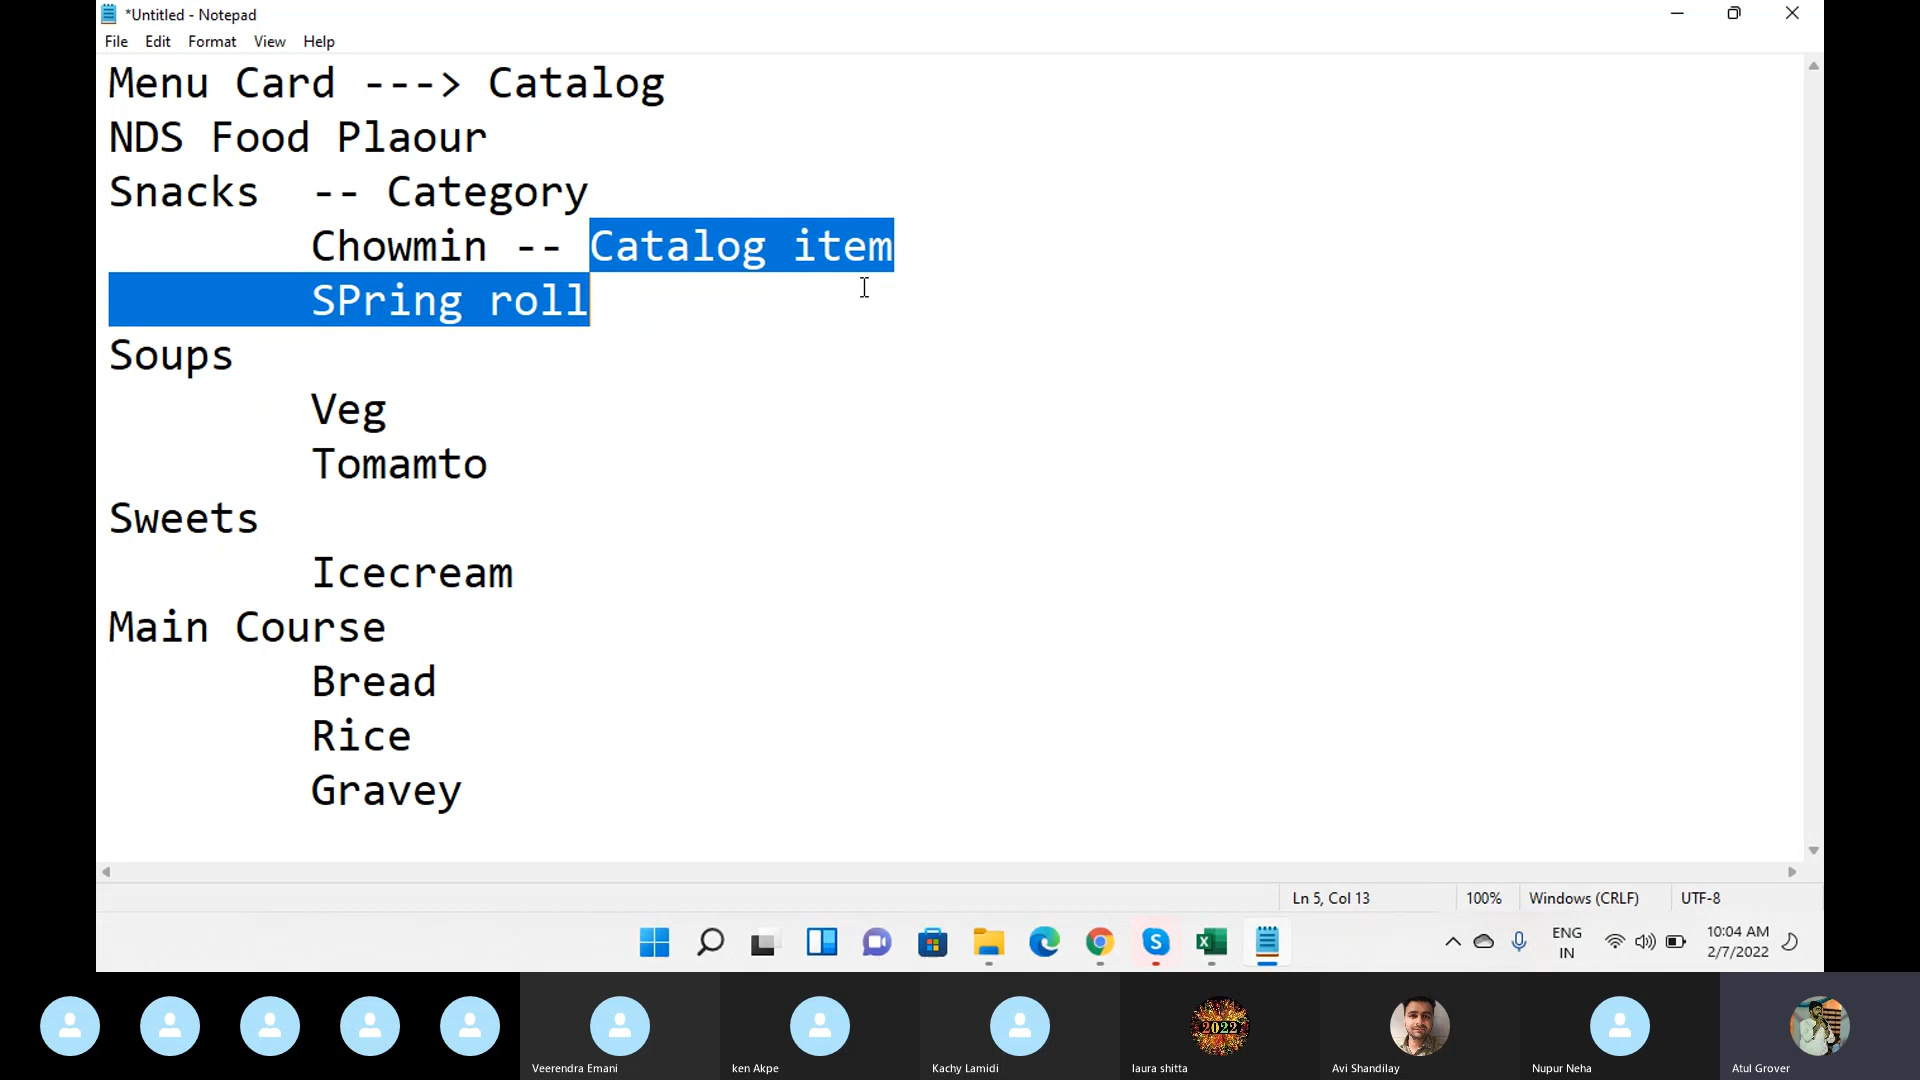 *Untitled - Notepad
File Edit Format View Help
Menu Card ---> Catalog
NDS Food Plaour
Snacks -- Category
Chowmin -- Catalog item
SPring roll
Soups
Veg
Tomamto
Sweets
Icecream
Main Course
Bread
Rice
Gravey
Ln 5, Col 13 100% Windows (CRLF) UTF-8
ENG
IN
10:04 AM
2/7/2022
2022
Veerendra Emani ken Akpe Kachy Lamidi laura shitta Avi Shandilay Nupur Neha Atul Grover